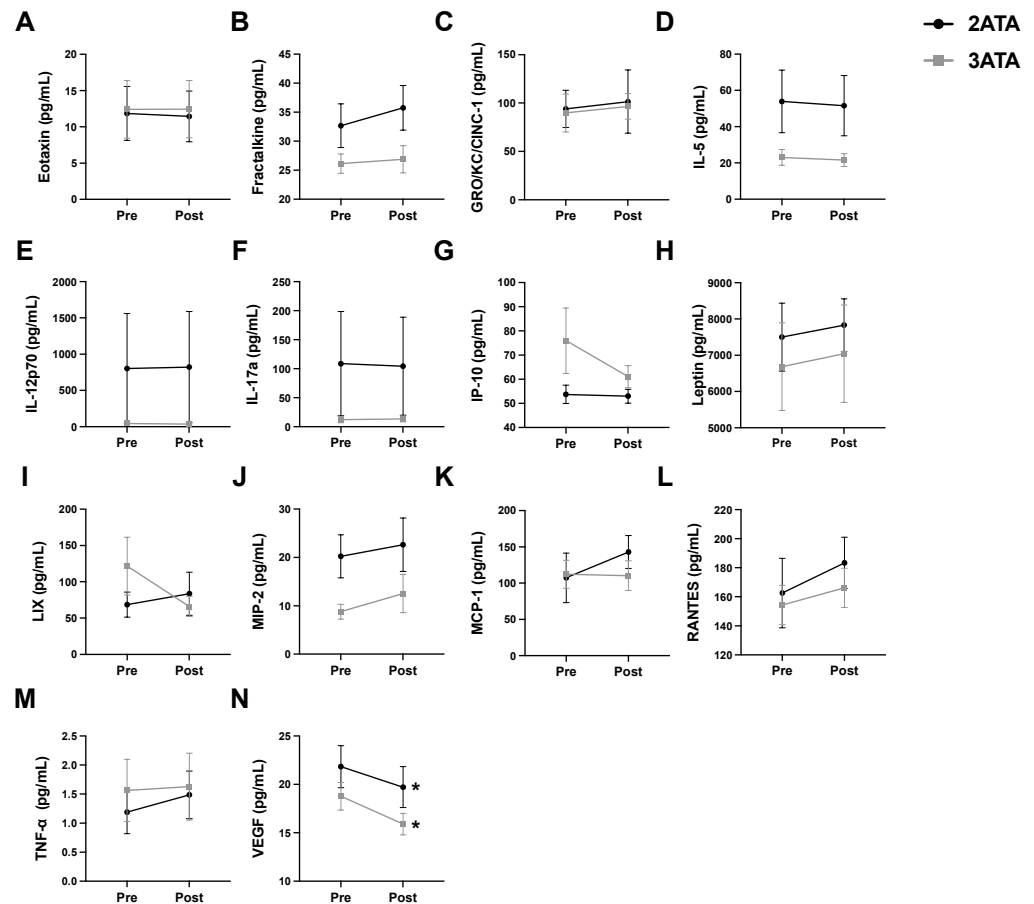 A
B
C
D
2ATA
3ATA
Eotaxin (pg/mL)
20
15
10
5
0
Pre Post
Fractalkine (pg/mL)
45
40
35
30
25
20
Pre Post
GRO/KC/CINC-1 (pg/mL)
150
100
50
0
Pre Post
IL-5 (pg/mL)
80
60
40
20
0
Pre Post
E
F
G
H
IL-12p70 (pg/mL)
2000
1500
1000
500
0
Pre Post
IL-17a (pg/mL)
250
200
150
100
50
0
Pre Post
IP-10 (pg/mL)
100
90
80
70
60
50
40
Pre Post
Leptin (pg/mL)
9000
8000
7000
6000
5000
Pre Post
I
J
K
L
LIX (pg/mL)
200
150
100
50
0
Pre Post
MIP-2 (pg/mL)
30
20
10
0
Pre Post
MCP-1 (pg/mL)
200
150
100
50
0
Pre Post
RANTES (pg/mL)
220
200
180
160
140
120
Pre Post
M
N
TNF-α (pg/mL)
2.5
2.0
1.5
1.0
0.5
0.0
Pre Post
VEGF (pg/mL)
25
20
15
10
*
*
Pre Post